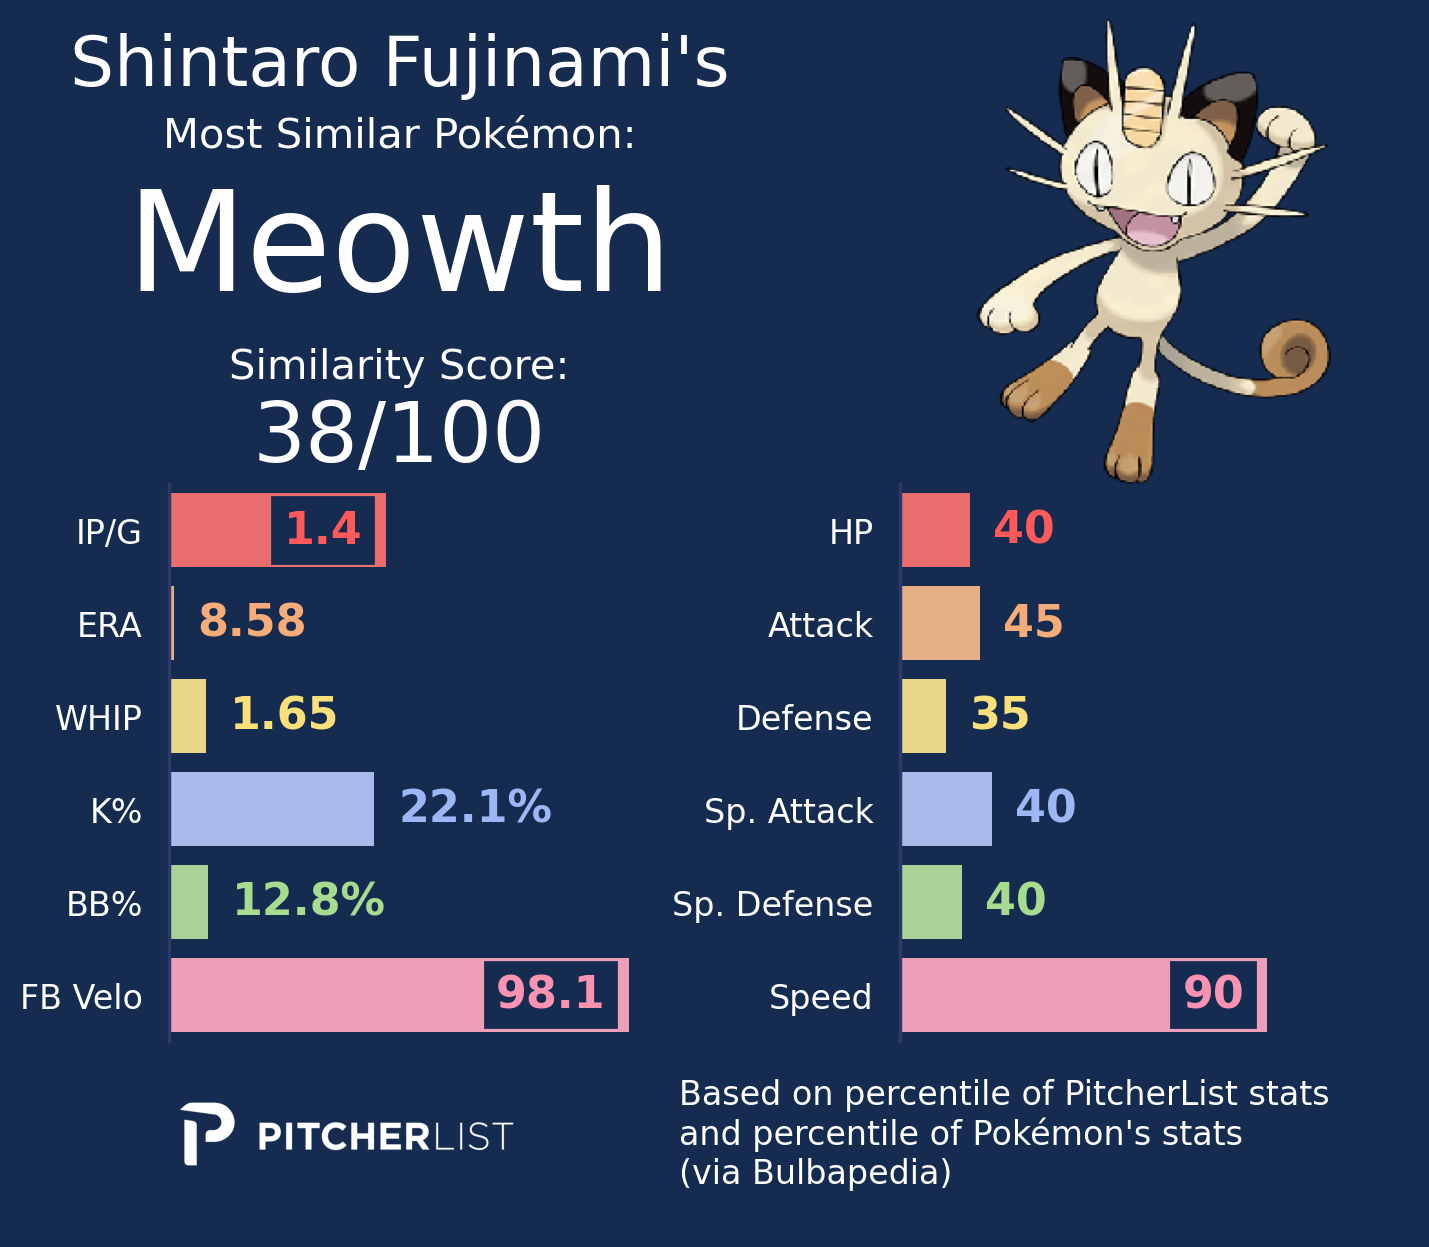 Shintaro Fujinami's
Most Similar Pokémon:
Meowth
Similarity Score:
38/100
IP/G 1.4
ERA 8.58
WHIP 1.65
K% 22.1%
BB% 12.8%
FB Velo 98.1
HP 40
Attack 45
Defense 35
Sp. Attack 40
Sp. Defense 40
Speed 90
PITCHERLIST
Based on percentile of PitcherList stats
and percentile of Pokémon's stats
(via Bulbapedia)